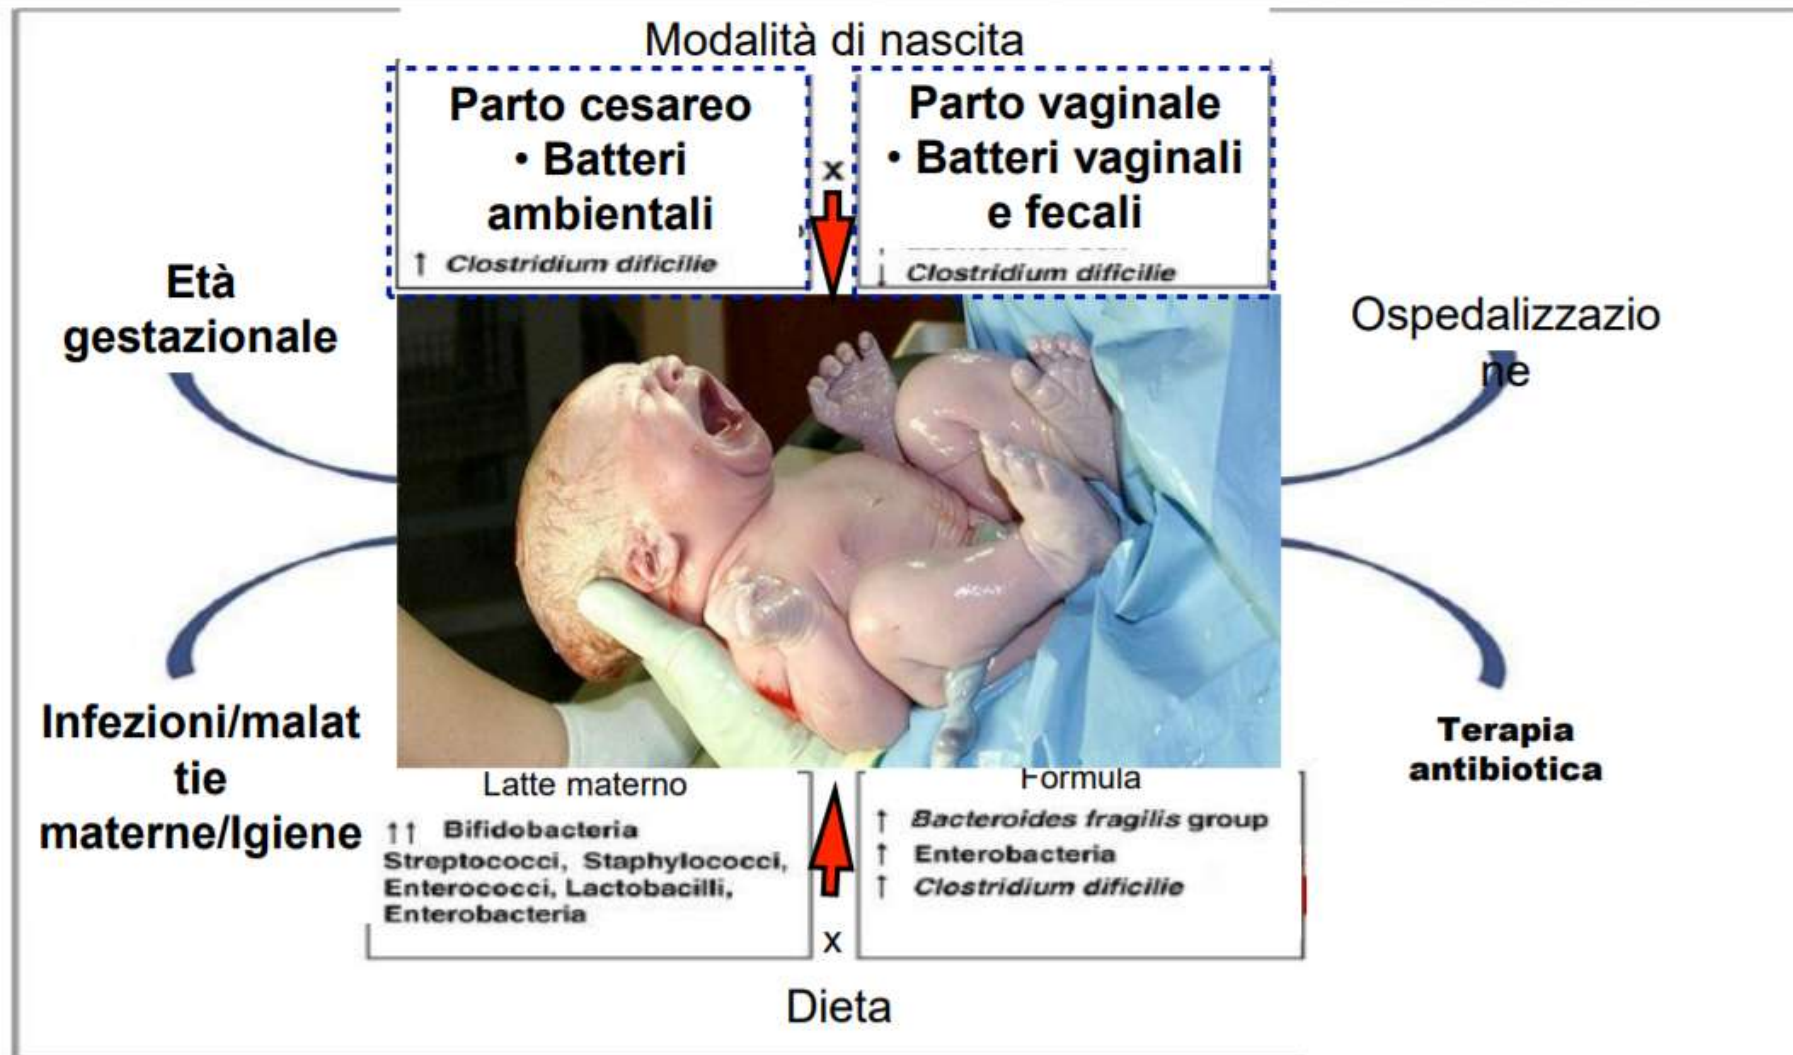 Modalità di nascita
Parto cesareo
• Batteri
ambientali
↑ Clostridium dificilie
x
Parto vaginale
• Batteri vaginali
e fecali
↓ Clostridium dificilie
Età
gestazionale
Ospedalizzazio
ne
Infezioni/malat
tie
materne/Igiene
Terapia
antibiotica
Latte materno
↑↑ Bifidobacteria
Streptococci, Staphylococci,
Enterococci, Lactobacilli,
Enterobacteria
x
Formula
↑ Bacteroides fragilis group
↑ Enterobacteria
↑ Clostridium dificilie
Dieta